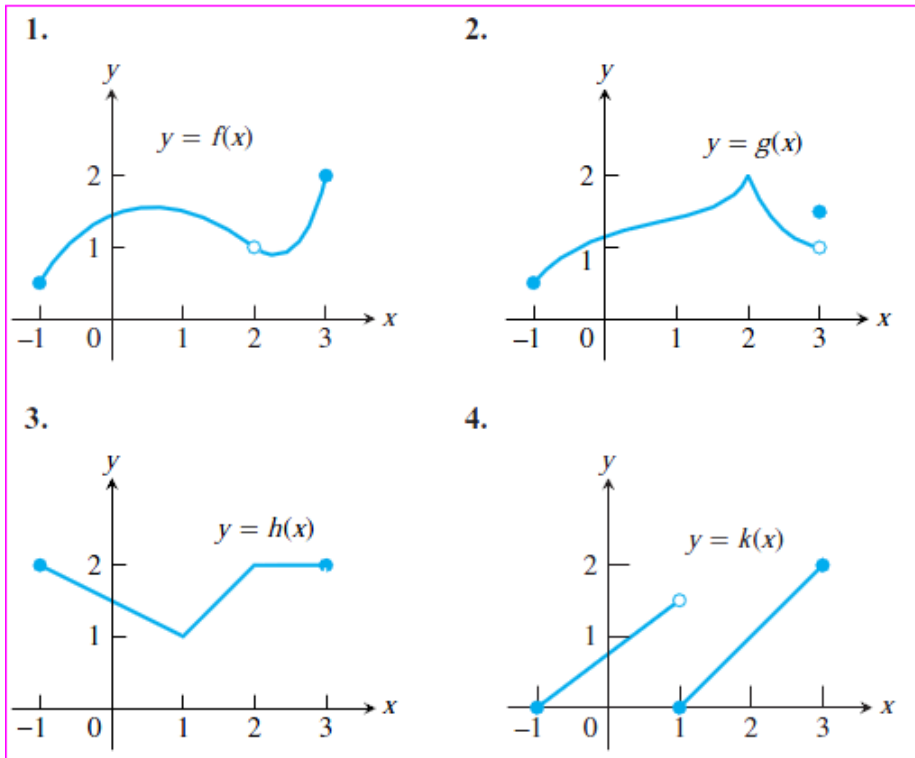 1.
y
y = f(x)
2
1
–1 0 1 2 3 x
2.
y
y = g(x)
2
1
–1 0 1 2 3 x
3.
y
y = h(x)
2
1
–1 0 1 2 3 x
4.
y
y = k(x)
2
1
–1 0 1 2 3 x